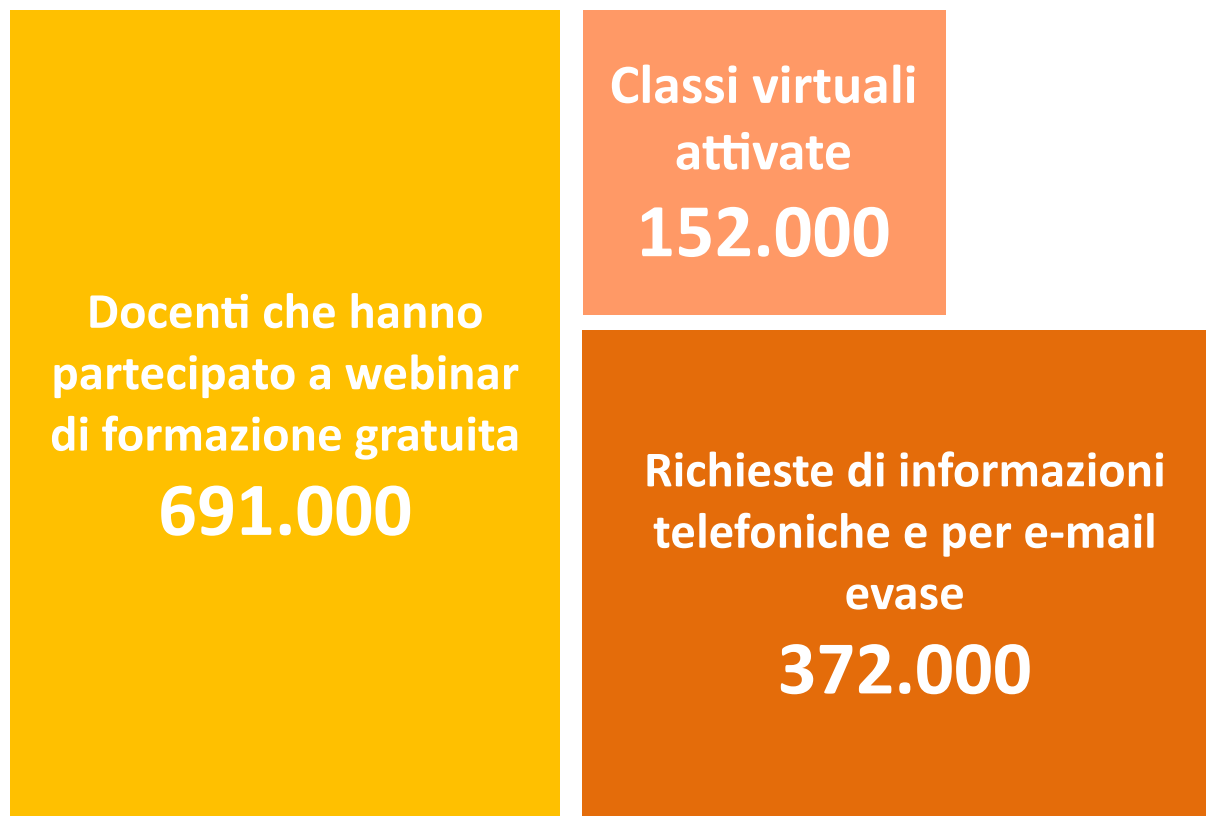 Docenti che hanno
partecipato a webinar
di formazione gratuita
691.000
Classi virtuali
attivate
152.000
Richieste di informazioni
telefoniche e per e-mail
evase
372.000